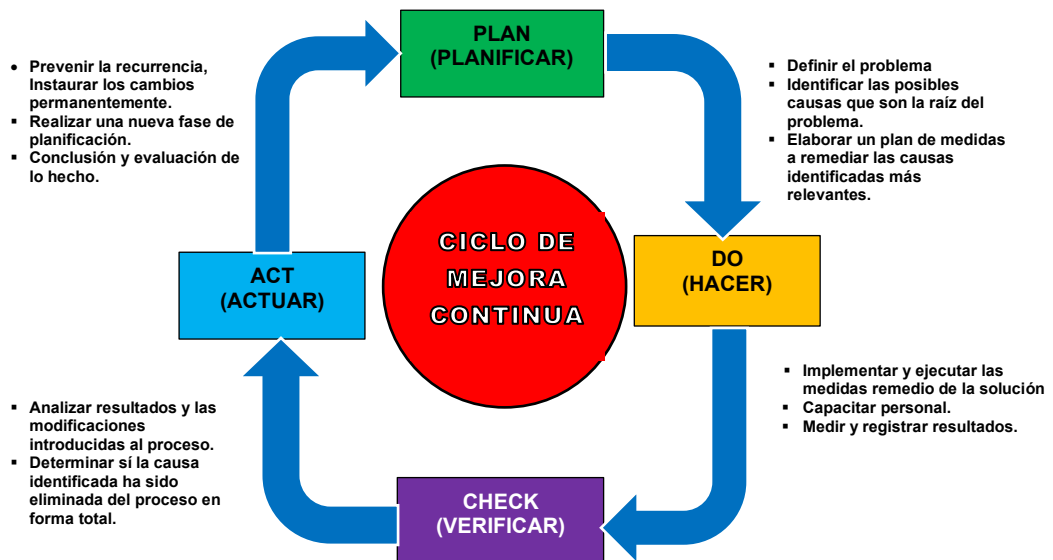 PLAN
(PLANIFICAR)
• Prevenir la recurrencia,
Instaurar los cambios
permanentemente.
▪ Realizar una nueva fase de
planificación.
▪ Conclusión y evaluación de
lo hecho.
▪ Definir el problema
▪ Identificar las posibles
causas que son la raíz del
problema.
▪ Elaborar un plan de medidas
a remediar las causas
identificadas más
relevantes.
ACT
(ACTUAR)
CICLO DE
MEJORA
CONTINUA
DO
(HACER)
▪ Analizar resultados y las
modificaciones
introducidas al proceso.
▪ Determinar sí la causa
identificada ha sido
eliminada del proceso en
forma total.
▪ Implementar y ejecutar las
medidas remedio de la solución
▪ Capacitar personal.
▪ Medir y registrar resultados.
CHECK
(VERIFICAR)